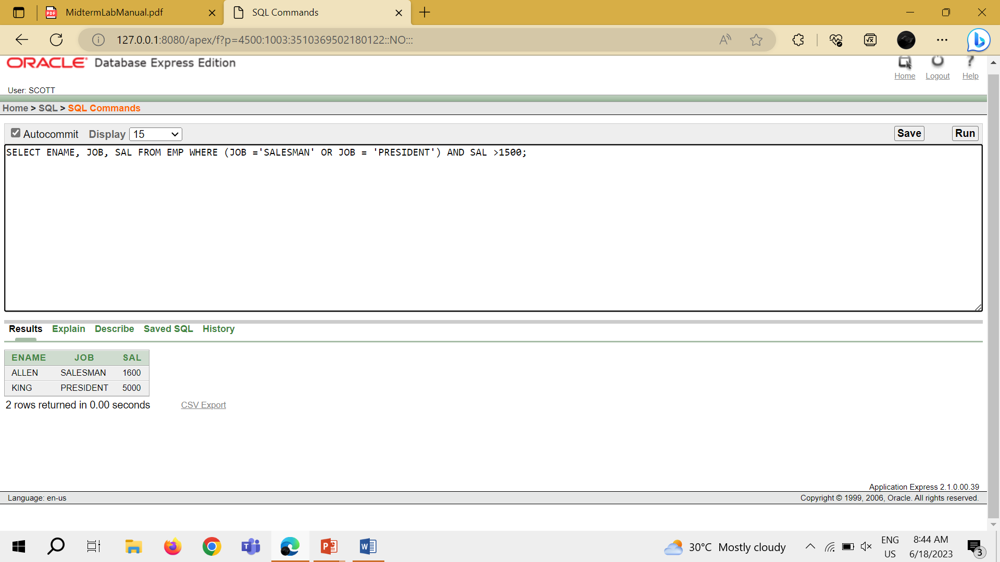 MidtermLabManual.pdf
SQL Commands
127.0.0.1:8080/apex/f?p=4500:1003:3510369502180122::NO:::
ORACLE Database Express Edition
Home Logout Help
User: SCOTT
Home > SQL > SQL Commands
Autocommit Display 15 Save Run
SELECT ENAME, JOB, SAL FROM EMP WHERE (JOB ='SALESMAN' OR JOB = 'PRESIDENT') AND SAL >1500;
Results Explain Describe Saved SQL History
ENAME JOB SAL
ALLEN SALESMAN 1600
KING PRESIDENT 5000
2 rows returned in 0.00 seconds CSV Export
Application Express 2.1.0.00.39
Language: en-us Copyright © 1999, 2006, Oracle. All rights reserved.
30°C Mostly cloudy
ENG
US
8:44 AM
6/18/2023
3